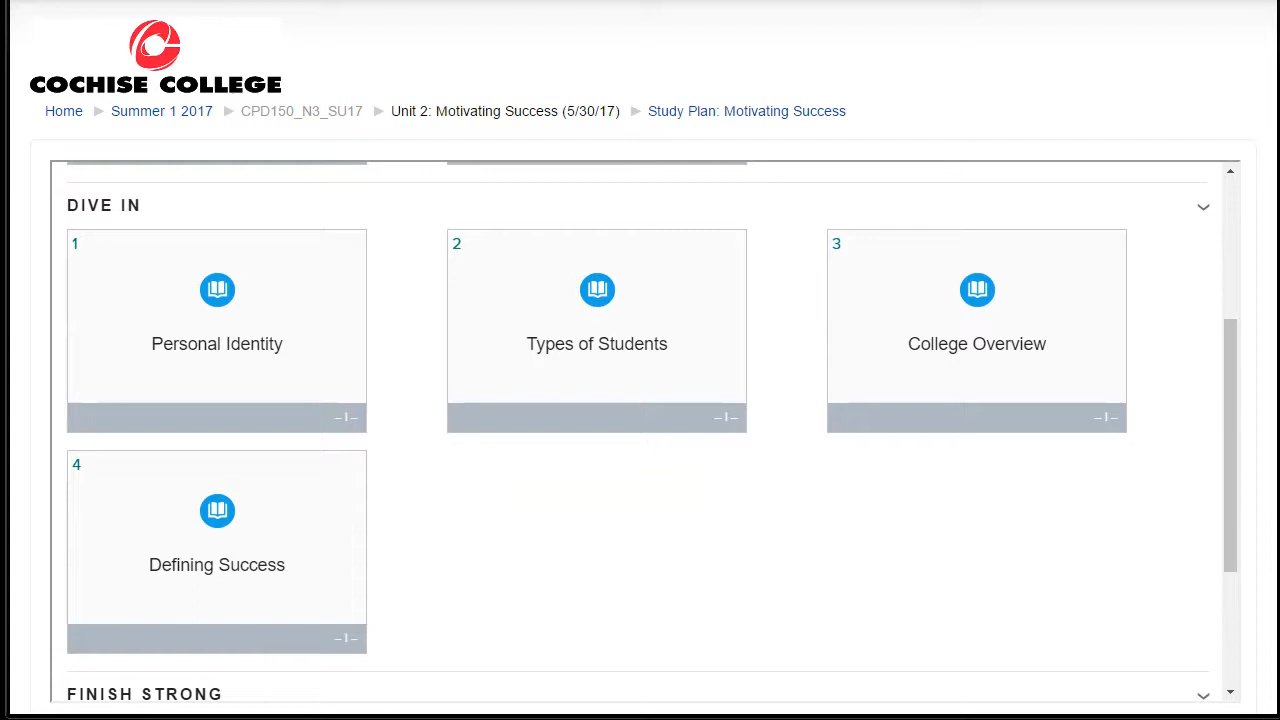 COCHISE COLLEGE
Home Summer 1 2017 CPD150_N3_SU17 Unit 2: Motivating Success (5/30/17) Study Plan: Motivating Success
DIVE IN
1
Personal Identity
--|--
2
Types of Students
--|--
3
College Overview
--|--
4
Defining Success
--|--
FINISH STRONG